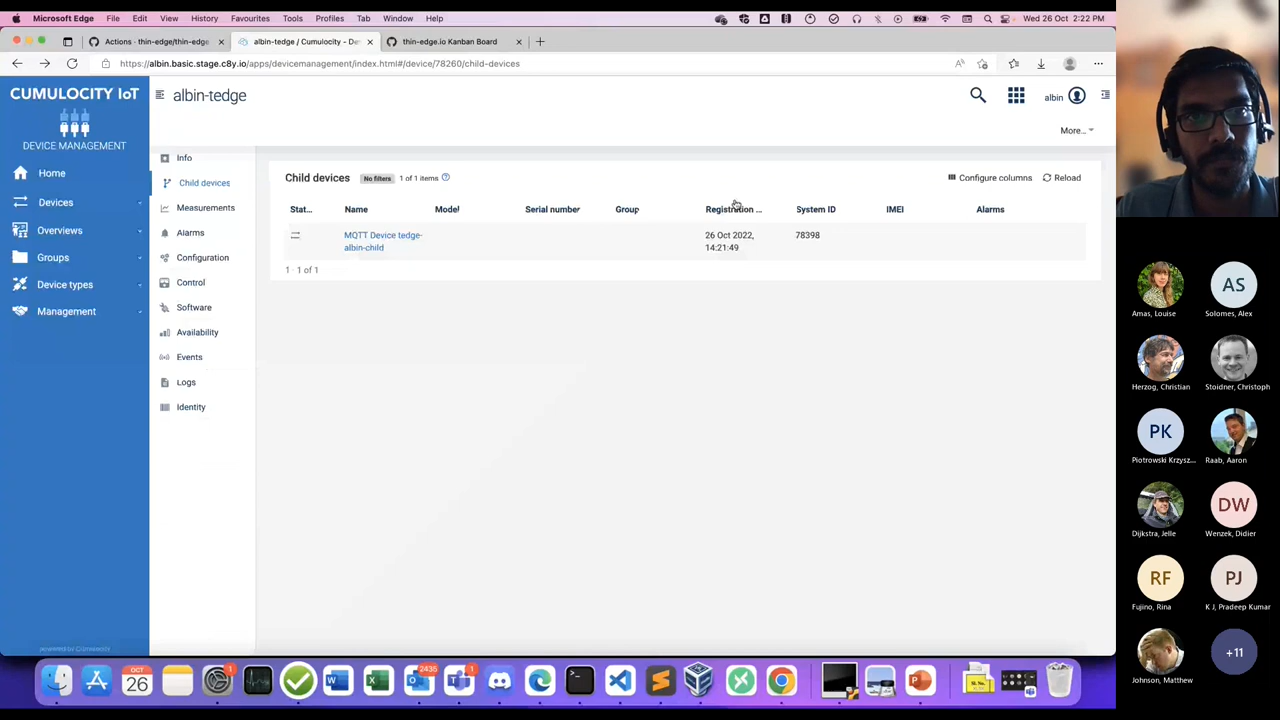 Microsoft Edge File Edit View History Favourites Tools Profiles Tab Window Help Wed 26 Oct 2:22 PM
Actions · thin-edge/thin-edge albin-tedge / Cumulocity - De thin-edge.io Kanban Board
https://albin.basic.stage.c8y.io/apps/devicemanagement/index.html#/device/78260/child-devices
CUMULOCITY IoT
DEVICE MANAGEMENT
Home
Devices
Overviews
Groups
Device types
Management
powered by Cumulocity
albin-tedge
albin
More...
Info
Child devices
Measurements
Alarms
Configuration
Control
Software
Availability
Events
Logs
Identity
Child devices No filters 1 of 1 items Configure columns Reload
Stat... Name Model Serial number Group Registration ... System ID IMEI Alarms
MQTT Device tedge-albin-child
26 Oct 2022,
14:21:49
78398
1 - 1 of 1
OCT
26
1
2435
1
Amas, Louise
AS
Solomes, Alex
Herzog, Christian
Stoidner, Christoph
PK
Piotrowski Krzysz...
Raab, Aaron
Dijkstra, Jelle
DW
Wenzek, Didier
RF
Fujino, Rina
PJ
K J, Pradeep Kumar
Johnson, Matthew
+11